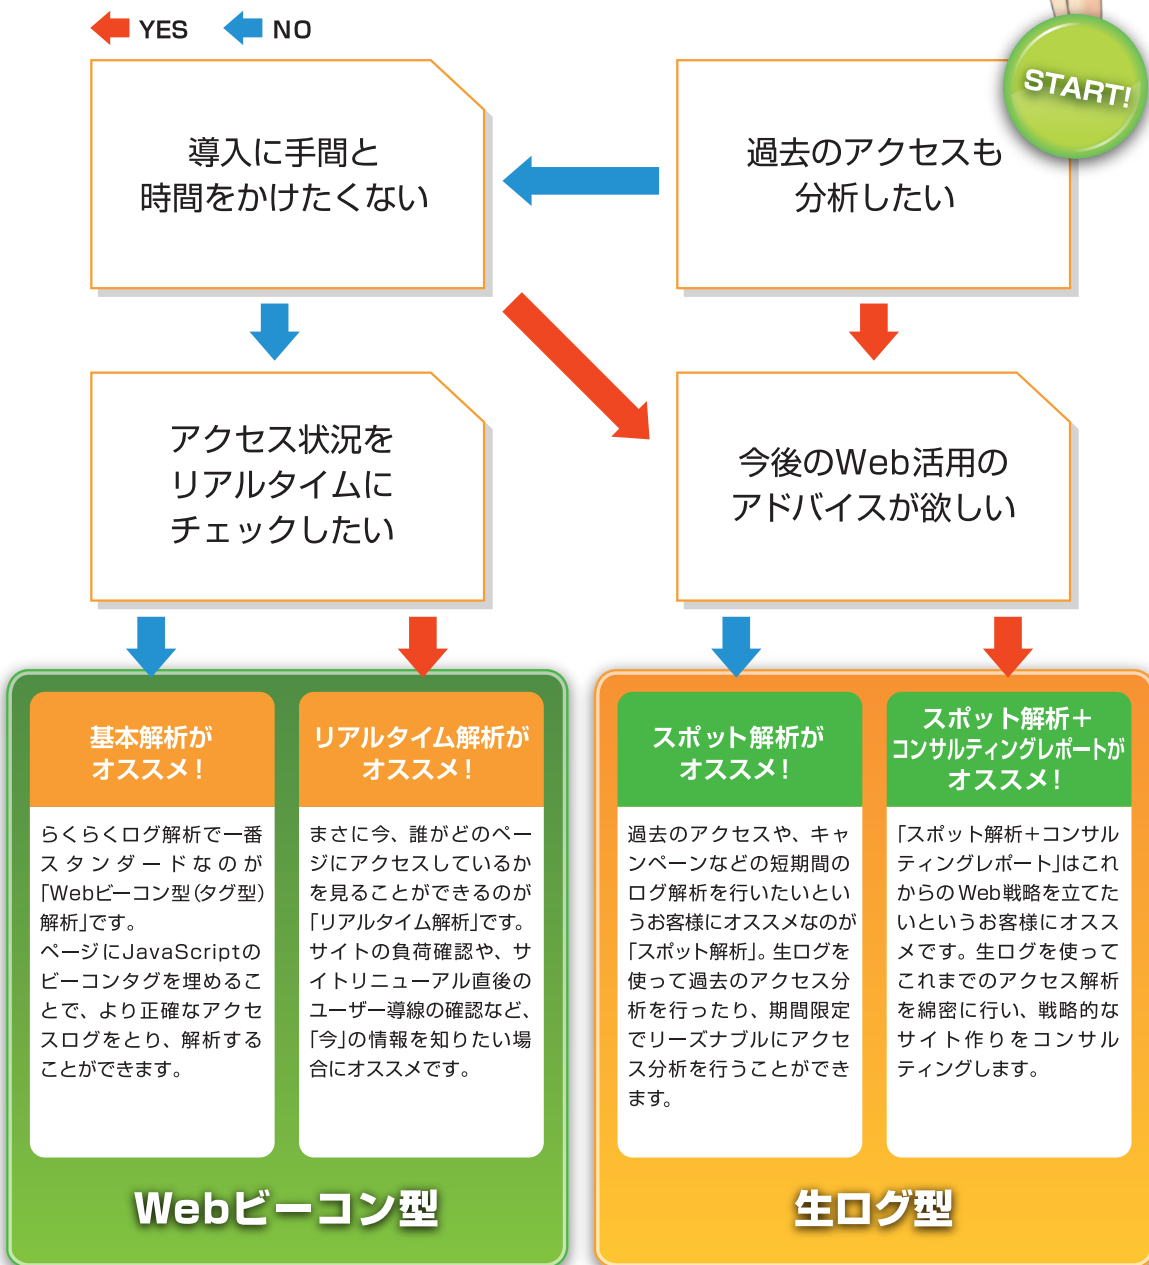 YES
NO
START!
過去のアクセスも
分析したい
導入に手間と
時間をかけたくない
アクセス状況を
リアルタイムに
チェックしたい
今後のWeb活用の
アドバイスが欲しい
基本解析が
オススメ!
らくらくログ解析で一番
スタンダードなのが
「Webビーコン型(タグ型)
解析」です。
ページにJavaScriptの
ビーコンタグを埋めるこ
とで、より正確なアクセ
スログをとり、解析する
ことができます。
リアルタイム解析が
オススメ!
まさに今、誰がどのペー
ジにアクセスしているか
を見ることができるのが
「リアルタイム解析」です。
サイトの負荷確認や、サ
イトリニューアル直後の
ユーザー導線の確認など、
「今」の情報を知りたい場
合にオススメです。
Webビーコン型
スポット解析が
オススメ!
過去のアクセスや、キャ
ンペーンなどの短期間の
ログ解析を行いたいとい
うお客様にオススメなのが
「スポット解析」。生ログを
使って過去のアクセス分
析を行ったり、期間限定
でリーズナブルにアクセ
ス分析を行うことができ
ます。
スポット解析+
コンサルティングレポートが
オススメ!
「スポット解析+コンサル
ティングレポート」はこれ
からのWeb戦略を立てた
いというお客様にオスス
メです。生ログを使って
これまでのアクセス解析
を綿密に行い、戦略的な
サイト作りをコンサル
ティングします。
生ログ型